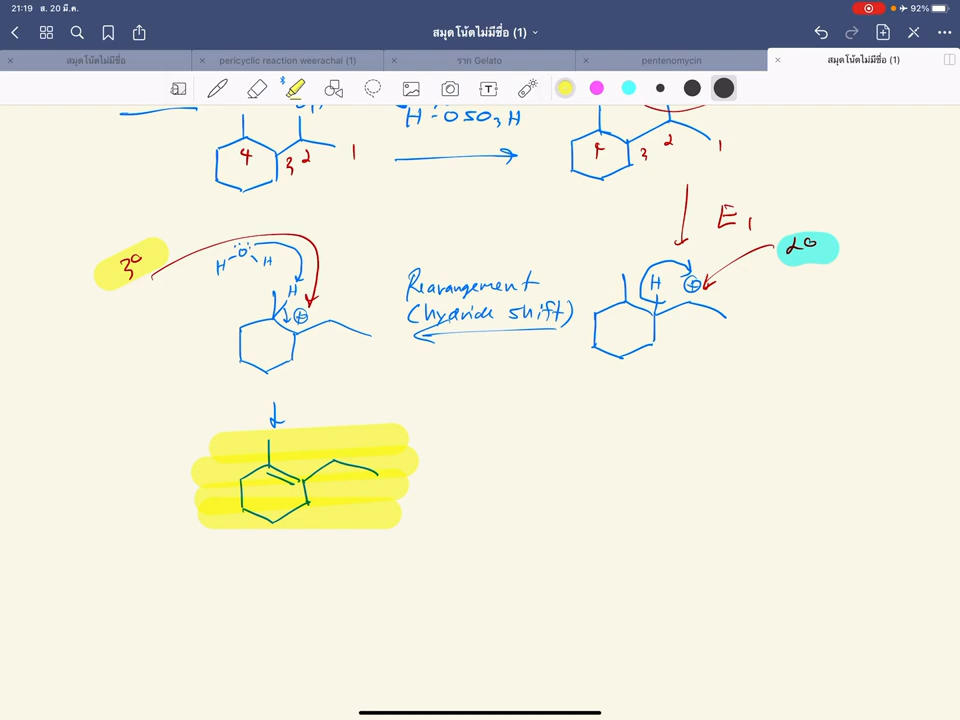 21:19 ส. 20 มี.ค.
92%
สมุดโน้ตไม่มีชื่อ (1)
สมุดโน้ตไม่มีชื่อ
pericyclic reaction weerachal (1)
ราก Gelato
pentenomycin
สมุดโน้ตไม่มีชื่อ (1)
H-OSO3H
4 3 2 1
4 3 2 1
E1
3°
2°
H O H
H
Rearangement
(hydride shift)
H